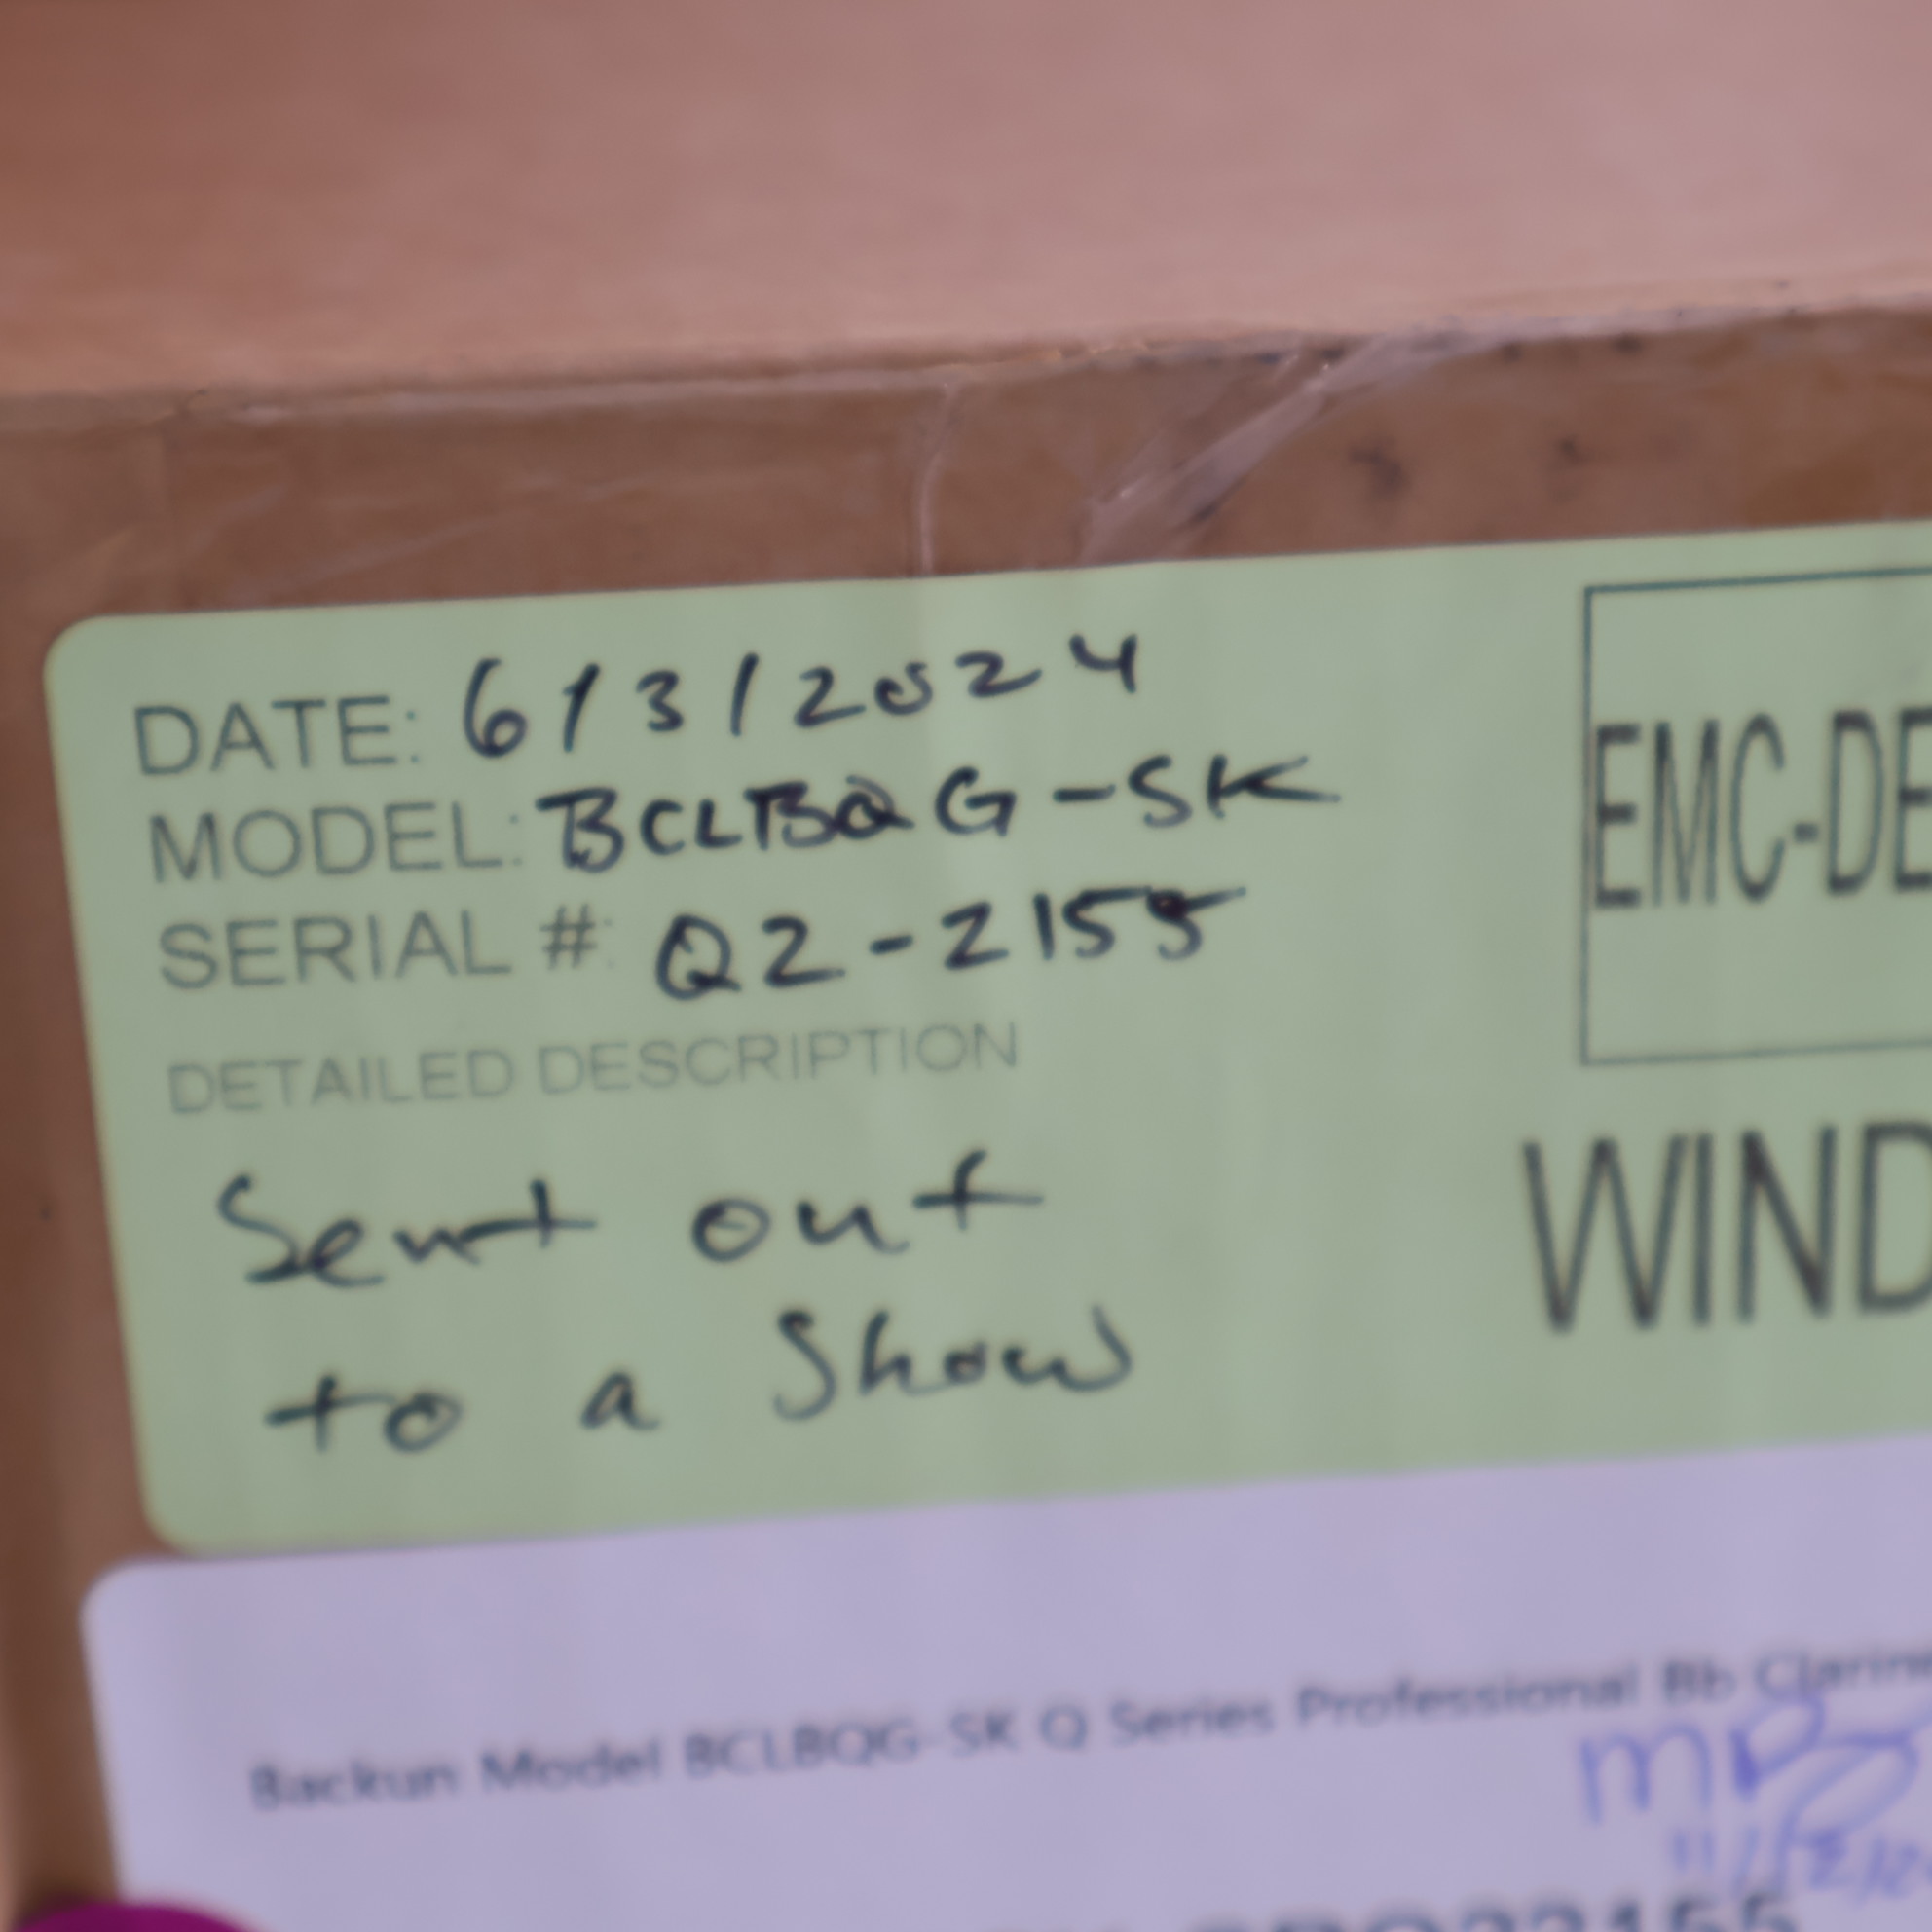 DATE: 6/3/2024
MODEL: BCLBQG-SK
SERIAL #: Q2-2155
DETAILED DESCRIPTION
Sent out
to a Show
EMC-DE
WIND
Backun Model BCLBQG-SK Q Series Professional Bb Clarine